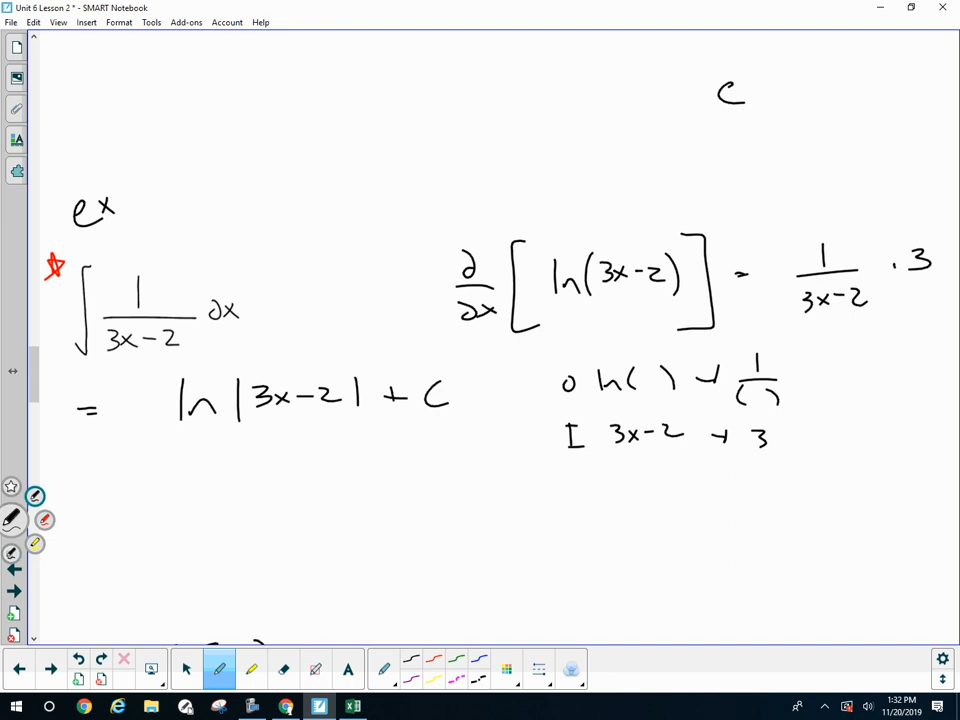 Unit 6 Lesson 2 * - SMART Notebook
File Edit View Insert Format Tools Add-ons Account Help
C
ex
∫ 1/(3x-2) ∂x
∂/∂x [ ln(3x-2) ] = 1/(3x-2) · 3
= ln|3x-2| + C
O ln( ) → 1/( )
I 3x-2 → 3
A
1:32 PM
11/20/2019